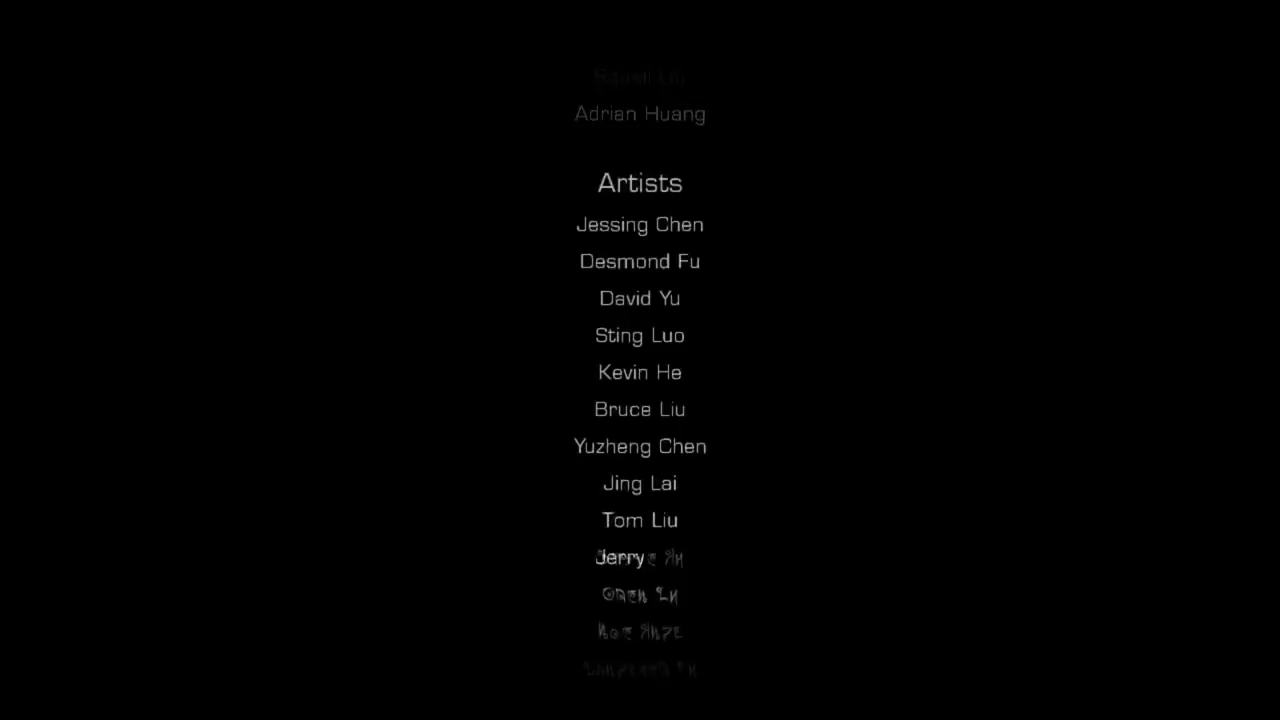 Adrian Huang
Artists
Jessing Chen
Desmond Fu
David Yu
Sting Luo
Kevin He
Bruce Liu
Yuzheng Chen
Jing Lai
Tom Liu
Jerry